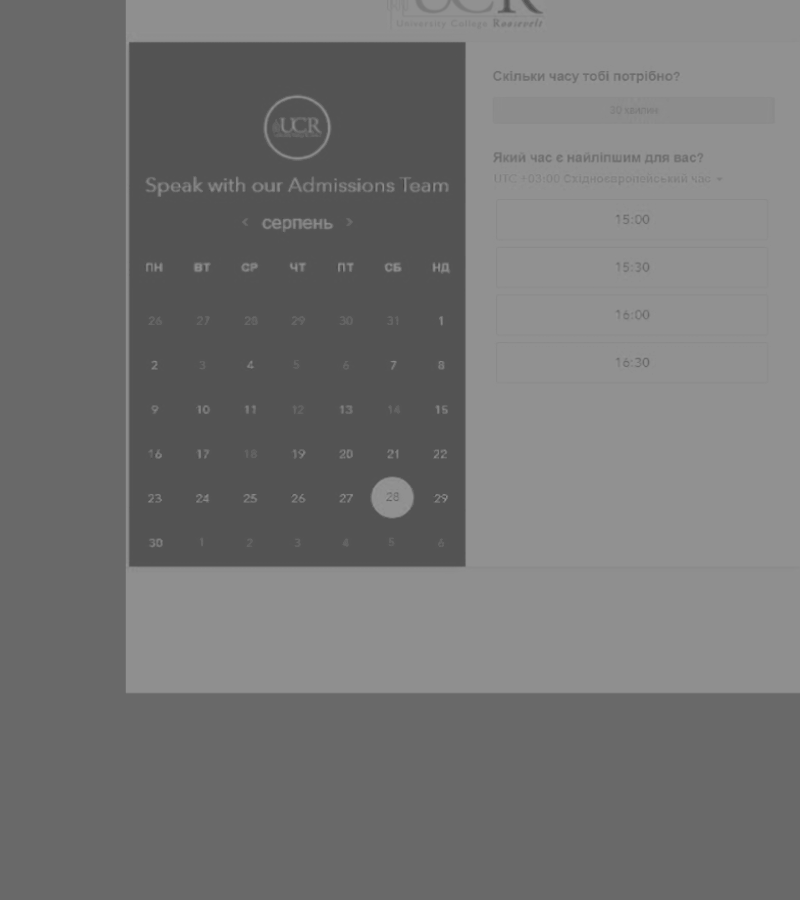 UCR
University College Roosevelt
UCR
Speak with our Admissions Team
< серпень >
ПН ВТ СР ЧТ ПТ СБ НД
26 27 28 29 30 31 1
2 3 4 5 6 7 8
9 10 11 12 13 14 15
16 17 18 19 20 21 22
23 24 25 26 27 28 29
30 1 2 3 4 5 6
Скільки часу тобі потрібно?
20 хвилин
Який час є найліпшим для вас?
UTC +03:00 Східноєвропейський час
15:00
15:30
16:00
16:30